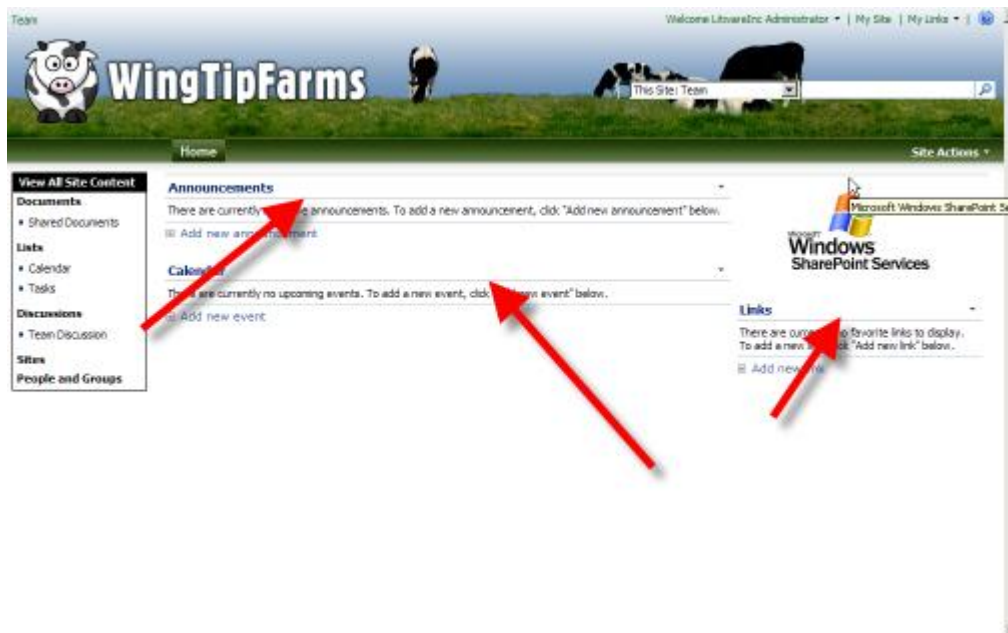 Team
Welcome LitwareInc Administrator | My Site | My Links |
WingTipFarms
This Site: Team
Home
Site Actions
View All Site Content
Documents
Shared Documents
Lists
Calendar
Tasks
Discussions
Team Discussion
Sites
People and Groups
Announcements
There are currently announcements. To add a new announcement, click "Add new announcement" below.
Add new announcement
Calendar
There are currently no upcoming events. To add a new event, click new event" below.
Add new event
Microsoft Windows SharePoint
Microsoft
Windows
SharePoint Services
Links
There are favorite links to display.
To add a new "Add new link" below.
Add new